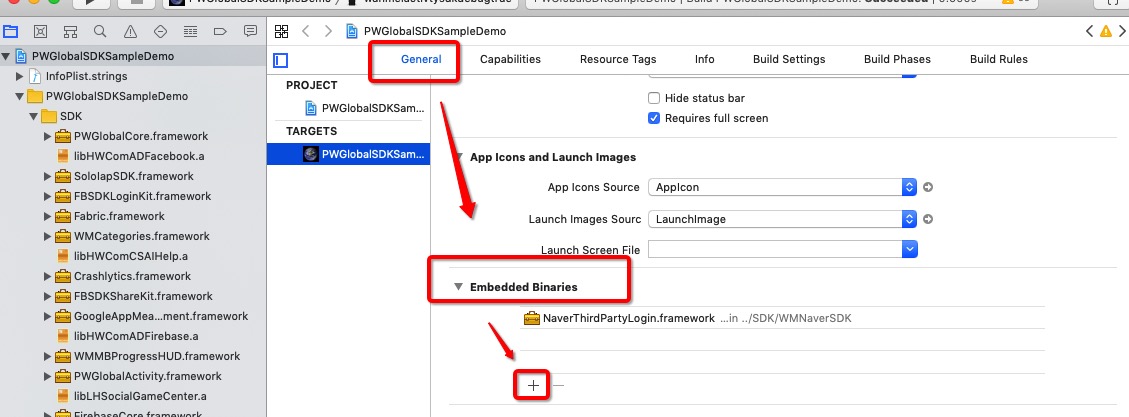 PWGlobalSDKSampleDemo
General
Capabilities
Resource Tags
Info
Build Settings
Build Phases
Build Rules
PWGlobalSDKSampleDemo
InfoPlist.strings
PWGlobalSDKSampleDemo
SDK
PWGlobalCore.framework
libHWComADFacebook.a
SololapSDK.framework
FBSDKLoginKit.framework
Fabric.framework
WMCategories.framework
libHWComCSAIHelp.a
Crashlytics.framework
FBSDKShareKit.framework
GoogleAppMea...ment.framework
libHWComADFirebase.a
WMMBProgressHUD.framework
PWGlobalActivity.framework
libLHSocialGameCenter.a
FirebaseCore.framework
PROJECT
PWGlobalSDKSam...
TARGETS
PWGlobalSDKSam...
Hide status bar
Requires full screen
App Icons and Launch Images
App Icons Source AppIcon
Launch Images Sourc LaunchImage
Launch Screen File
Embedded Binaries
NaverThirdPartyLogin.framework ...in ../SDK/WMNaverSDK